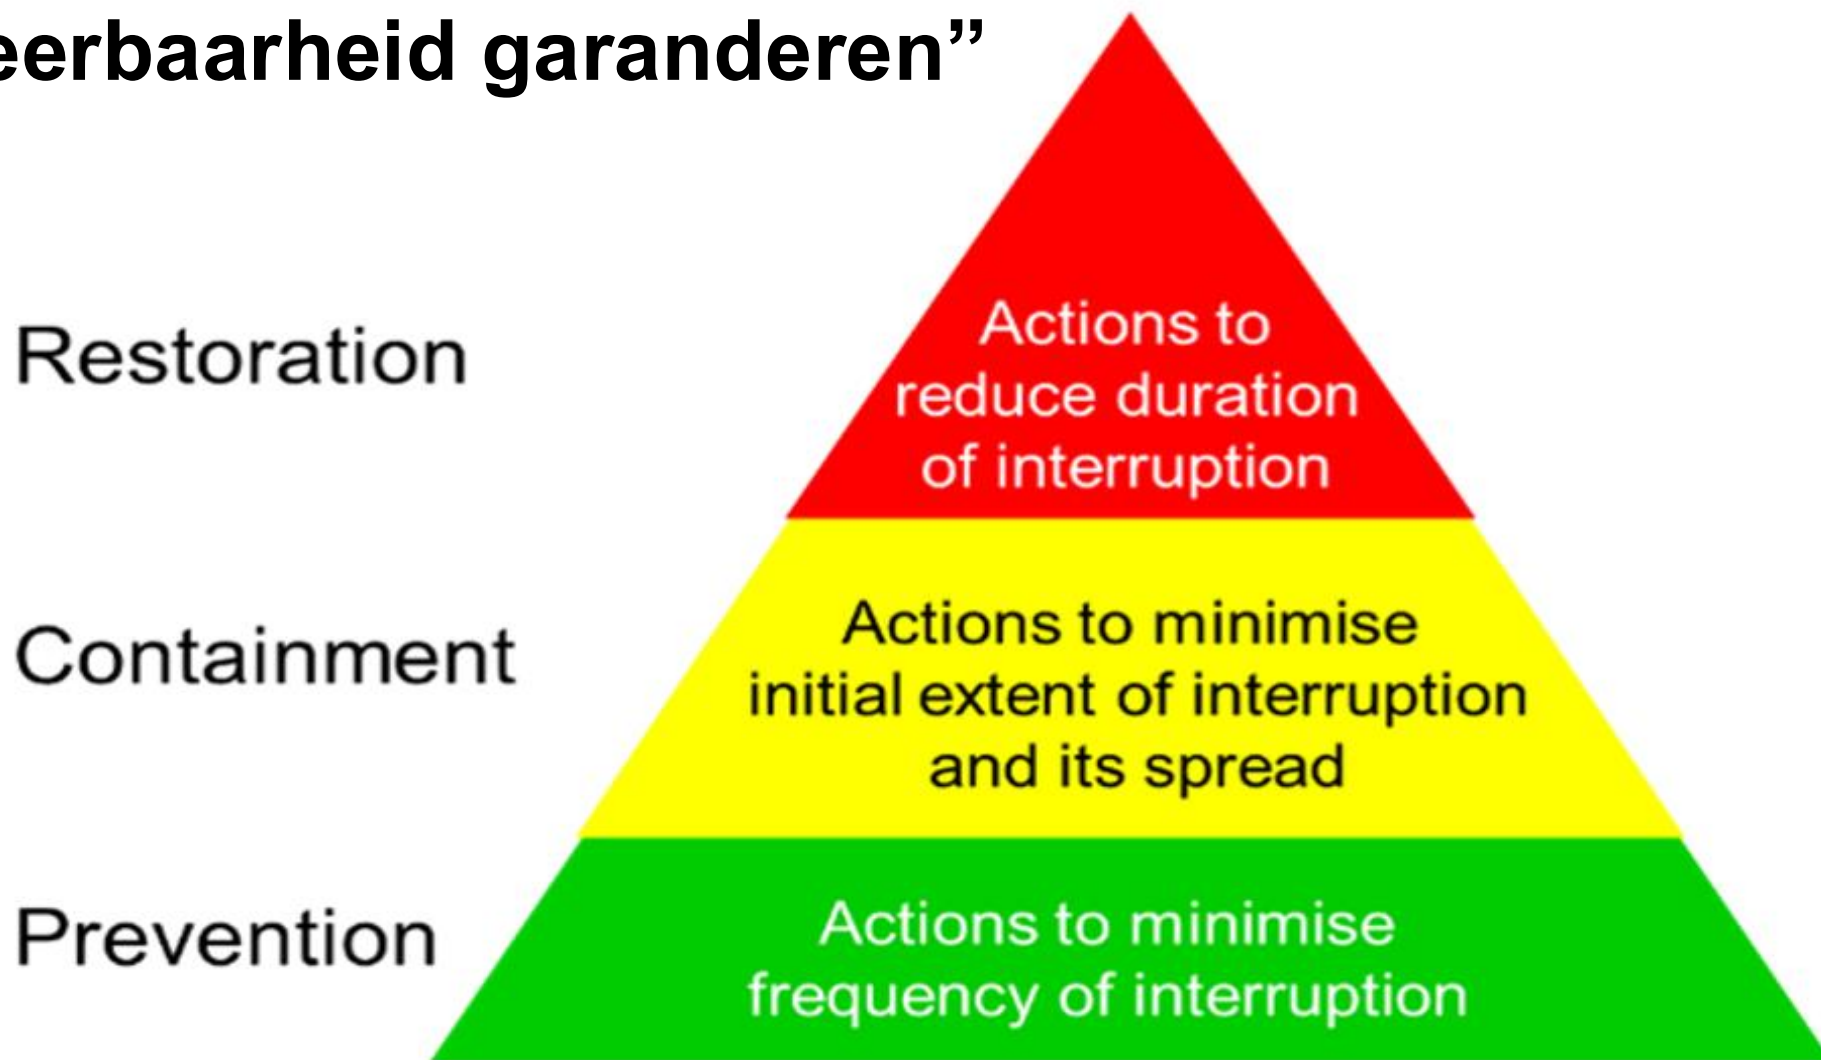 eerbaarheid garanderen”
Restoration
Actions to
reduce duration
of interruption
Containment
Actions to minimise
initial extent of interruption
and its spread
Prevention
Actions to minimise
frequency of interruption